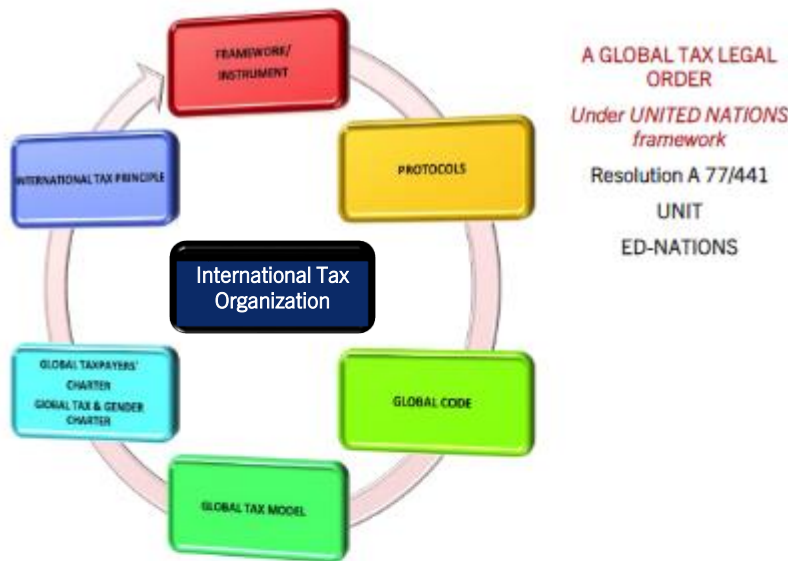 FRAMEWORK/
INSTRUMENT
PROTOCOLS
GLOBAL CODE
GLOBAL TAX MODEL
GLOBAL TAXPAYERS'
CHARTER
GLOBAL TAX & GENDER
CHARTER
INTERNATIONAL TAX PRINCIPLE
International Tax
Organization
A GLOBAL TAX LEGAL
ORDER
Under UNITED NATIONS
framework
Resolution A 77/441
UNIT
ED-NATIONS